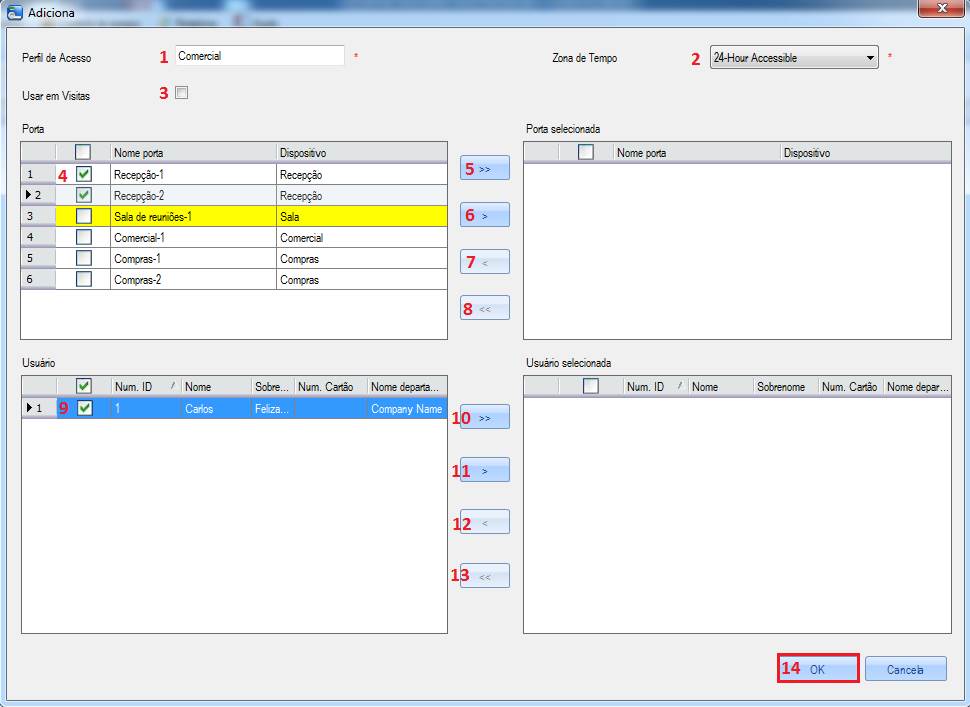 Adiciona
Perfil de Acesso 1 Comercial * Zona de Tempo 2 24-Hour Accessible *
Usar em Visitas 3
Porta Porta selecionada
Nome porta Dispositivo Nome porta Dispositivo
1 4 Recepção-1 Recepção 5 >>
2 Recepção-2 Recepção
3 Sala de reuniões-1 Sala 6 >
4 Comercial-1 Comercial
5 Compras-1 Compras 7 <
6 Compras-2 Compras
8 <<
Usuário Usuário selecionada
Num. ID / Nome Sobre... Num. Cartão Nome departa... Num. ID / Nome Sobrenome Num. Cartão Nome depar...
1 9 1 Carlos Feliza... Company Name
10 >>
11 >
12 <
13 <<
14 OK Cancela